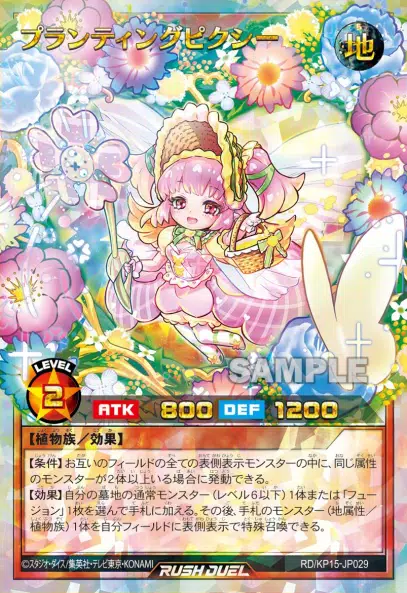 プランティングピクシー
地
SAMPLE
LEVEL
2
ATK 800 DEF 1200
【植物族／効果】
【条件】お互いのフィールドの全ての表側表示モンスターの中に、同じ属性
のモンスターが2体以上いる場合に発動できる。
【効果】自分の墓地の通常モンスター(レベル6以下)1体または「フュー
ジョン」1枚を選んで手札に加える。その後、手札のモンスター(地属性／
植物族)1体を自分フィールドに表側表示で特殊召喚できる。
©スタジオ・ダイス/集英社・テレビ東京・KONAMI RUSH DUEL RD/KP15-JP029